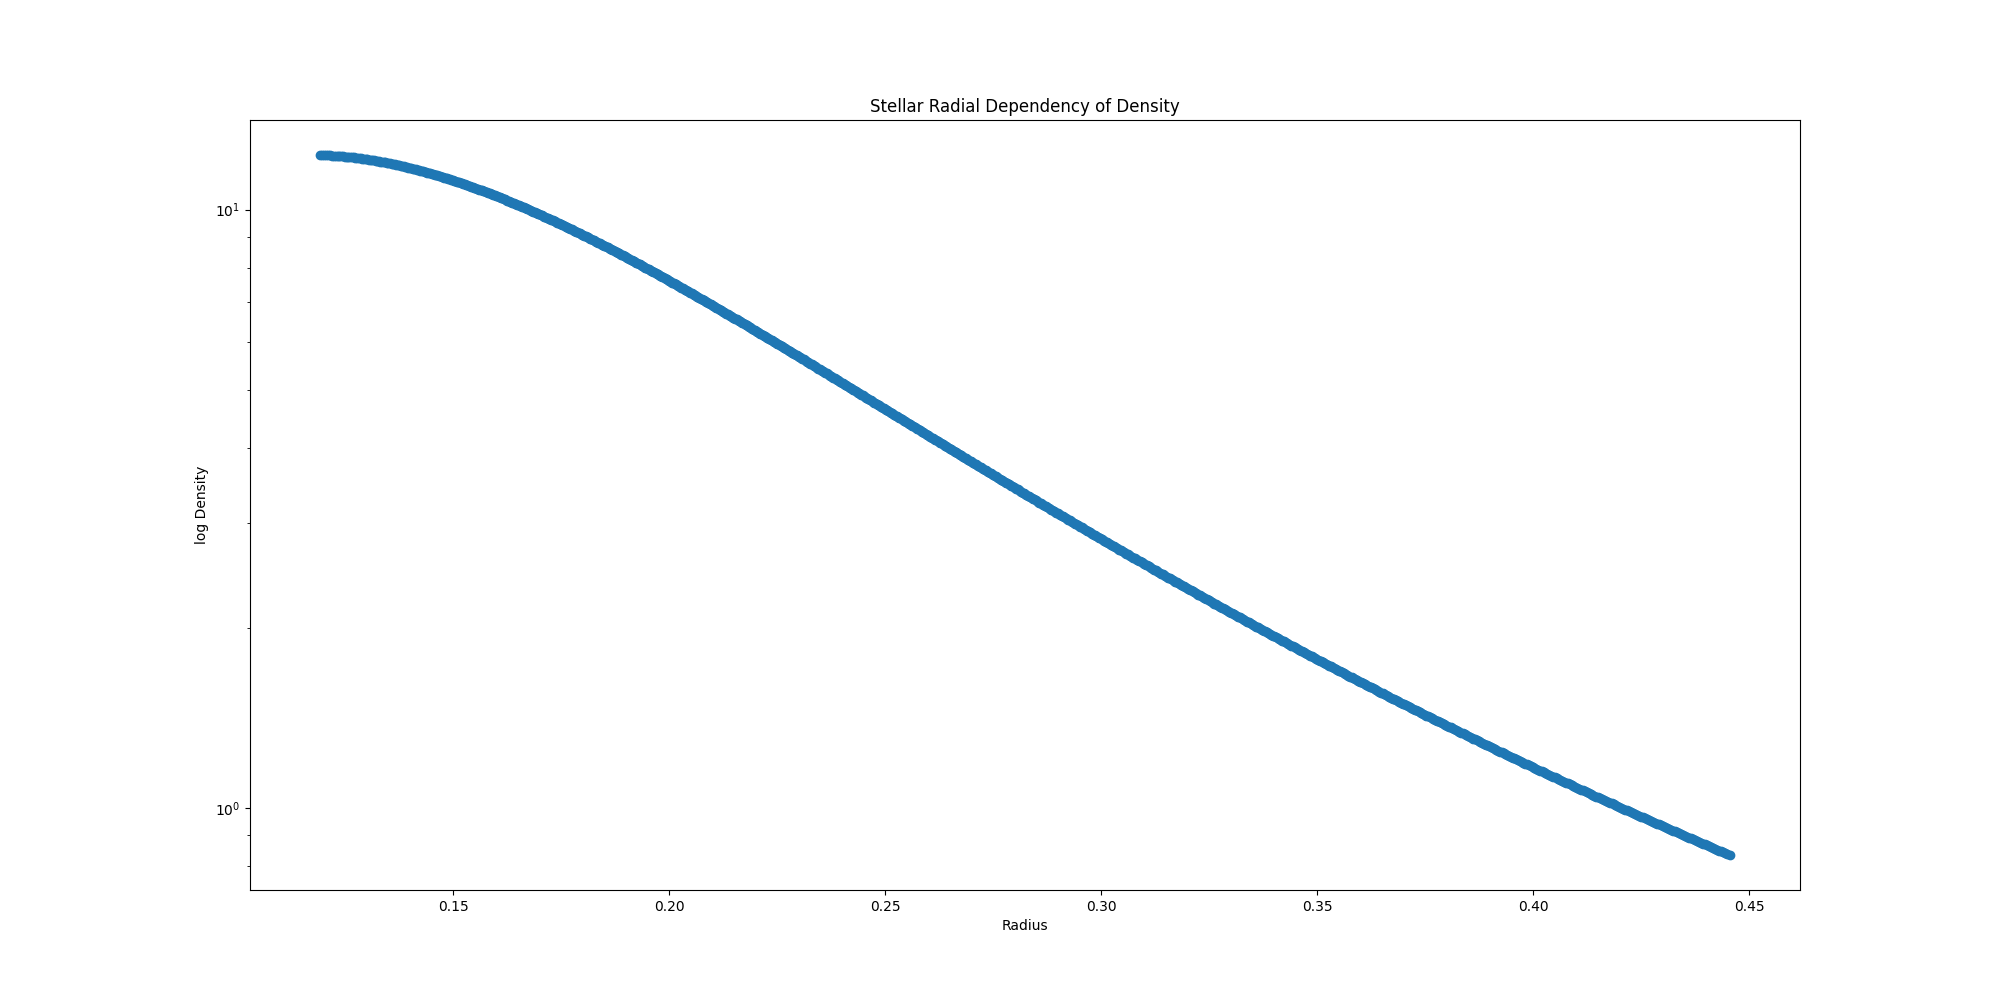 Stellar Radial Dependency of Density
log Density
10¹
10⁰
0.15 0.20 0.25 0.30 0.35 0.40 0.45
Radius